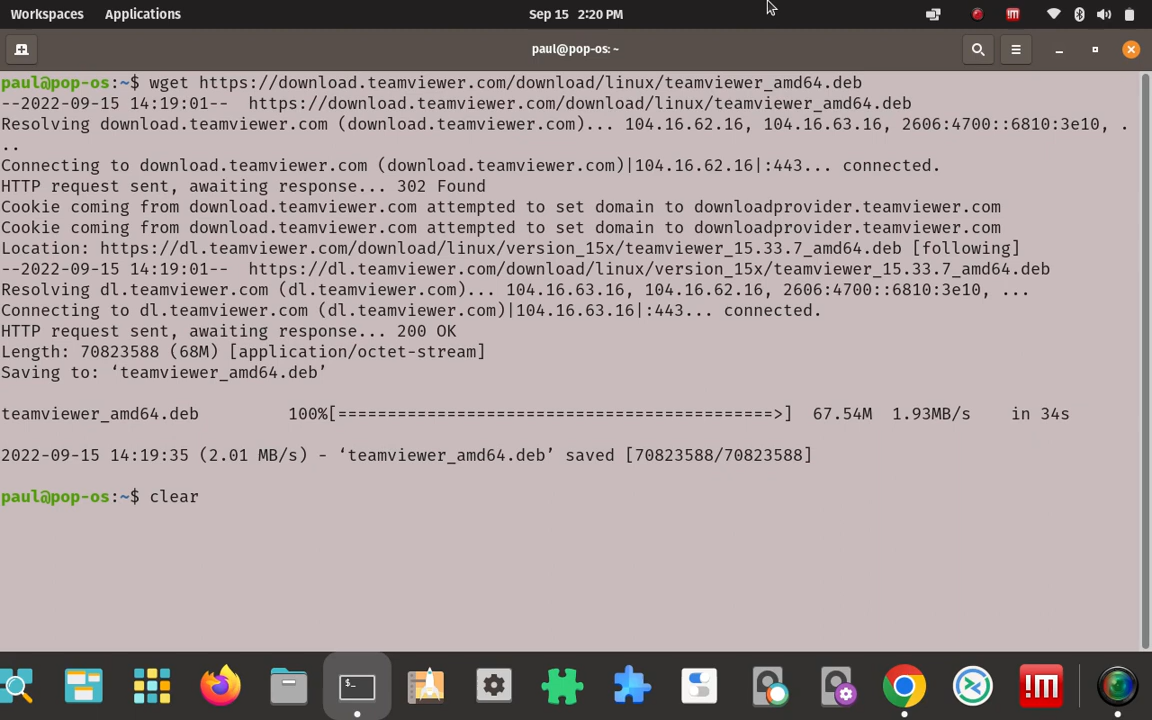 Workspaces Applications Sep 15 2:20 PM
paul@pop-os: ~
paul@pop-os:~$ wget https://download.teamviewer.com/download/linux/teamviewer_amd64.deb
--2022-09-15 14:19:01-- https://download.teamviewer.com/download/linux/teamviewer_amd64.deb
Resolving download.teamviewer.com (download.teamviewer.com)... 104.16.62.16, 104.16.63.16, 2606:4700::6810:3e10, .
..
Connecting to download.teamviewer.com (download.teamviewer.com)|104.16.62.16|:443... connected.
HTTP request sent, awaiting response... 302 Found
Cookie coming from download.teamviewer.com attempted to set domain to downloadprovider.teamviewer.com
Cookie coming from download.teamviewer.com attempted to set domain to downloadprovider.teamviewer.com
Location: https://dl.teamviewer.com/download/linux/version_15x/teamviewer_15.33.7_amd64.deb [following]
--2022-09-15 14:19:01-- https://dl.teamviewer.com/download/linux/version_15x/teamviewer_15.33.7_amd64.deb
Resolving dl.teamviewer.com (dl.teamviewer.com)... 104.16.63.16, 104.16.62.16, 2606:4700::6810:3e10, ...
Connecting to dl.teamviewer.com (dl.teamviewer.com)|104.16.63.16|:443... connected.
HTTP request sent, awaiting response... 200 OK
Length: 70823588 (68M) [application/octet-stream]
Saving to: ‘teamviewer_amd64.deb’
teamviewer_amd64.deb 100%[============================================>] 67.54M 1.93MB/s in 34s
2022-09-15 14:19:35 (2.01 MB/s) - ‘teamviewer_amd64.deb’ saved [70823588/70823588]
paul@pop-os:~$ clear
$_
!M